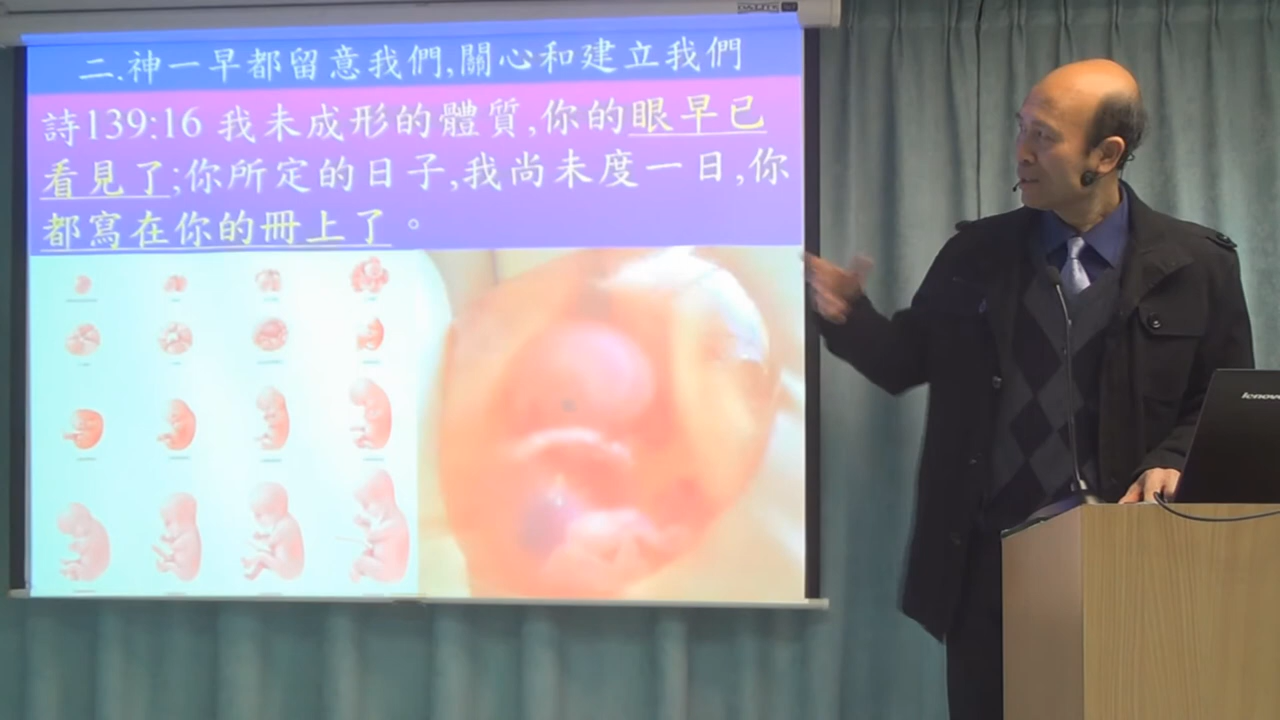 二.神一早都留意我們,關心和建立我們
詩139:16 我未成形的體質,你的眼早已
看見了;你所定的日子,我尚未度一日,你
都寫在你的冊上了。
lenovo